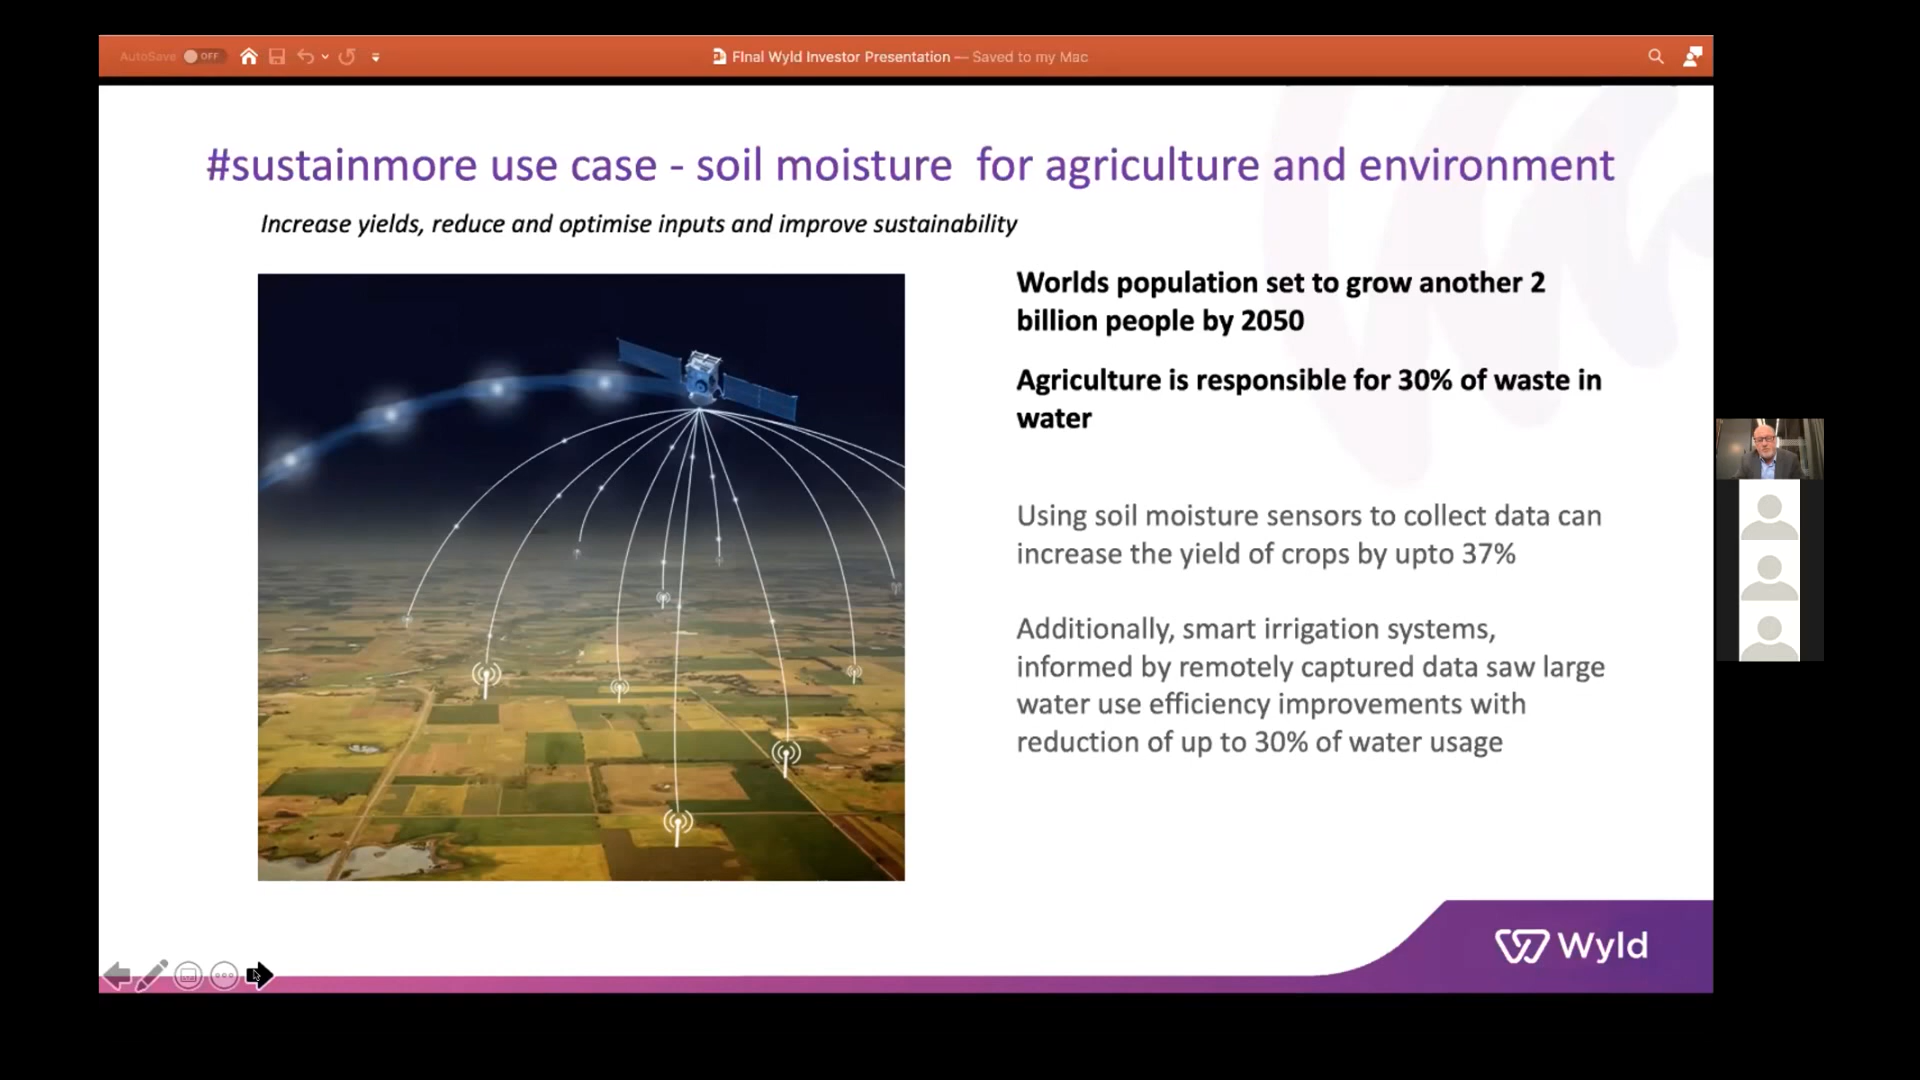 AutoSave OFF
FInal Wyld Investor Presentation — Saved to my Mac
#sustainmore use case - soil moisture for agriculture and environment
Increase yields, reduce and optimise inputs and improve sustainability
Worlds population set to grow another 2
billion people by 2050
Agriculture is responsible for 30% of waste in
water
Using soil moisture sensors to collect data can
increase the yield of crops by upto 37%
Additionally, smart irrigation systems,
informed by remotely captured data saw large
water use efficiency improvements with
reduction of up to 30% of water usage
Wyld